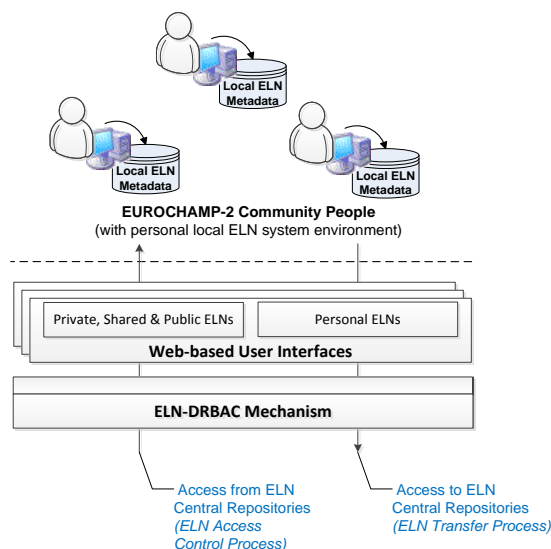 Local ELN
Metadata
Local ELN
Metadata
Local ELN
Metadata
EUROCHAMP-2 Community People
(with personal local ELN system environment)
Private, Shared & Public ELNs
Personal ELNs
Web-based User Interfaces
ELN-DRBAC Mechanism
Access from ELN
Central Repositories
(ELN Access
Control Process)
Access to ELN
Central Repositories
(ELN Transfer Process)